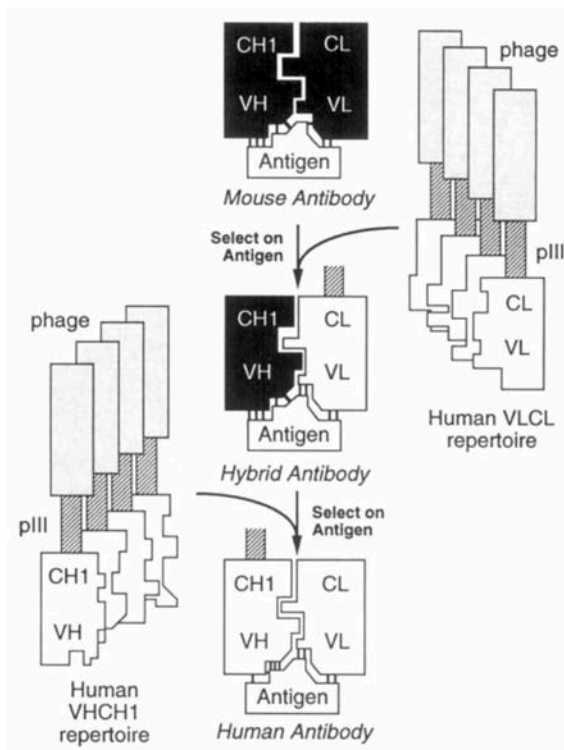 CH1 CL
VH VL
Antigen
Mouse Antibody
phage
pIII
CL
VL
Human VLCL
repertoire
Select on
Antigen
CH1 CL
VH VL
Antigen
Hybrid Antibody
phage
pIII
CH1
VH
Human
VHCH1
repertoire
Select on
Antigen
CH1 CL
VH VL
Antigen
Human Antibody